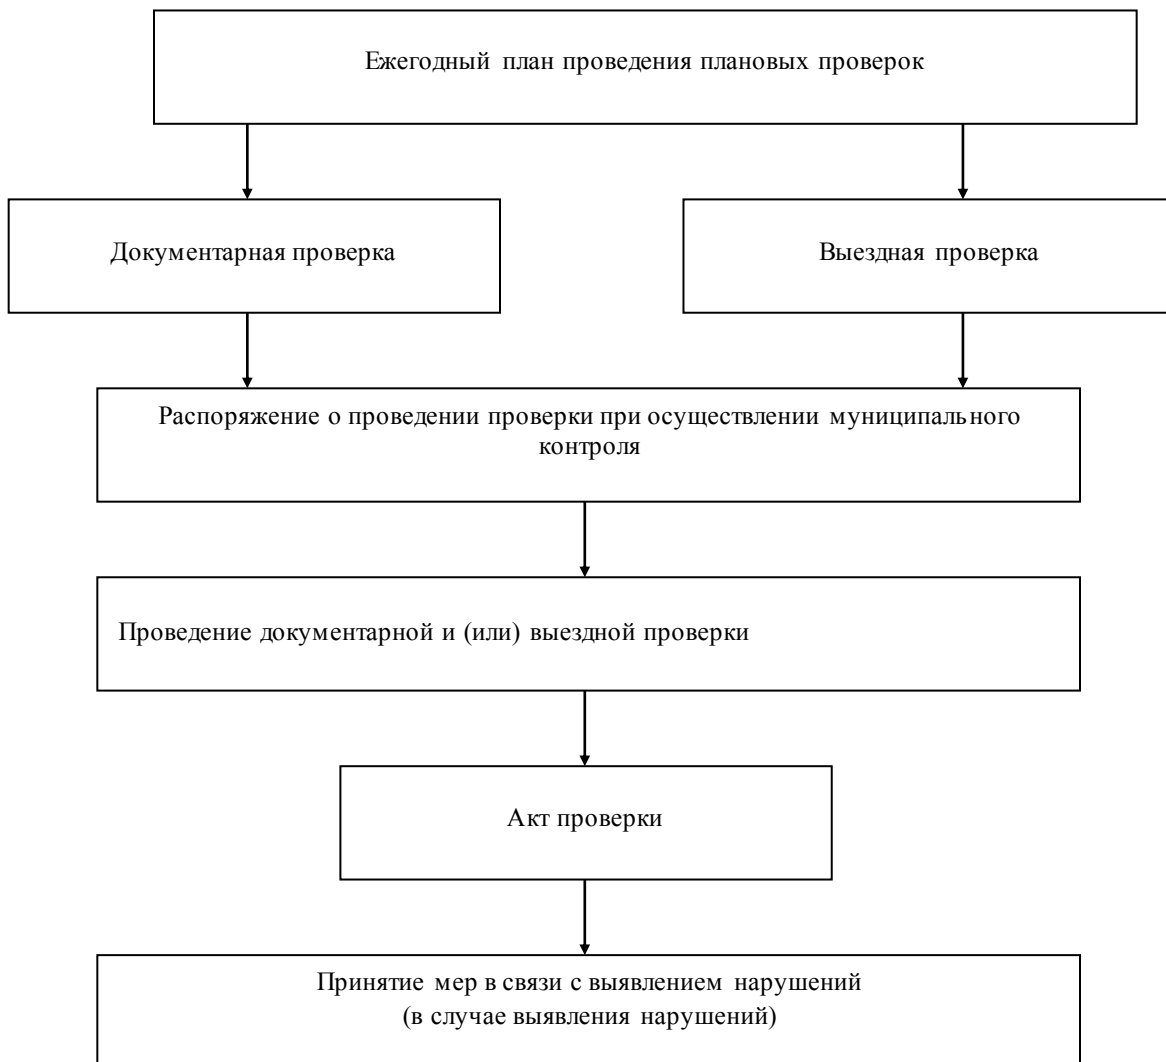 Ежегодный план проведения плановых проверок
Документарная проверка
Выездная проверка
Распоряжение о проведении проверки при осуществлении муниципального
контроля
Проведение документарной и (или) выездной проверки
Акт проверки
Принятие мер в связи с выявлением нарушений
(в случае выявления нарушений)